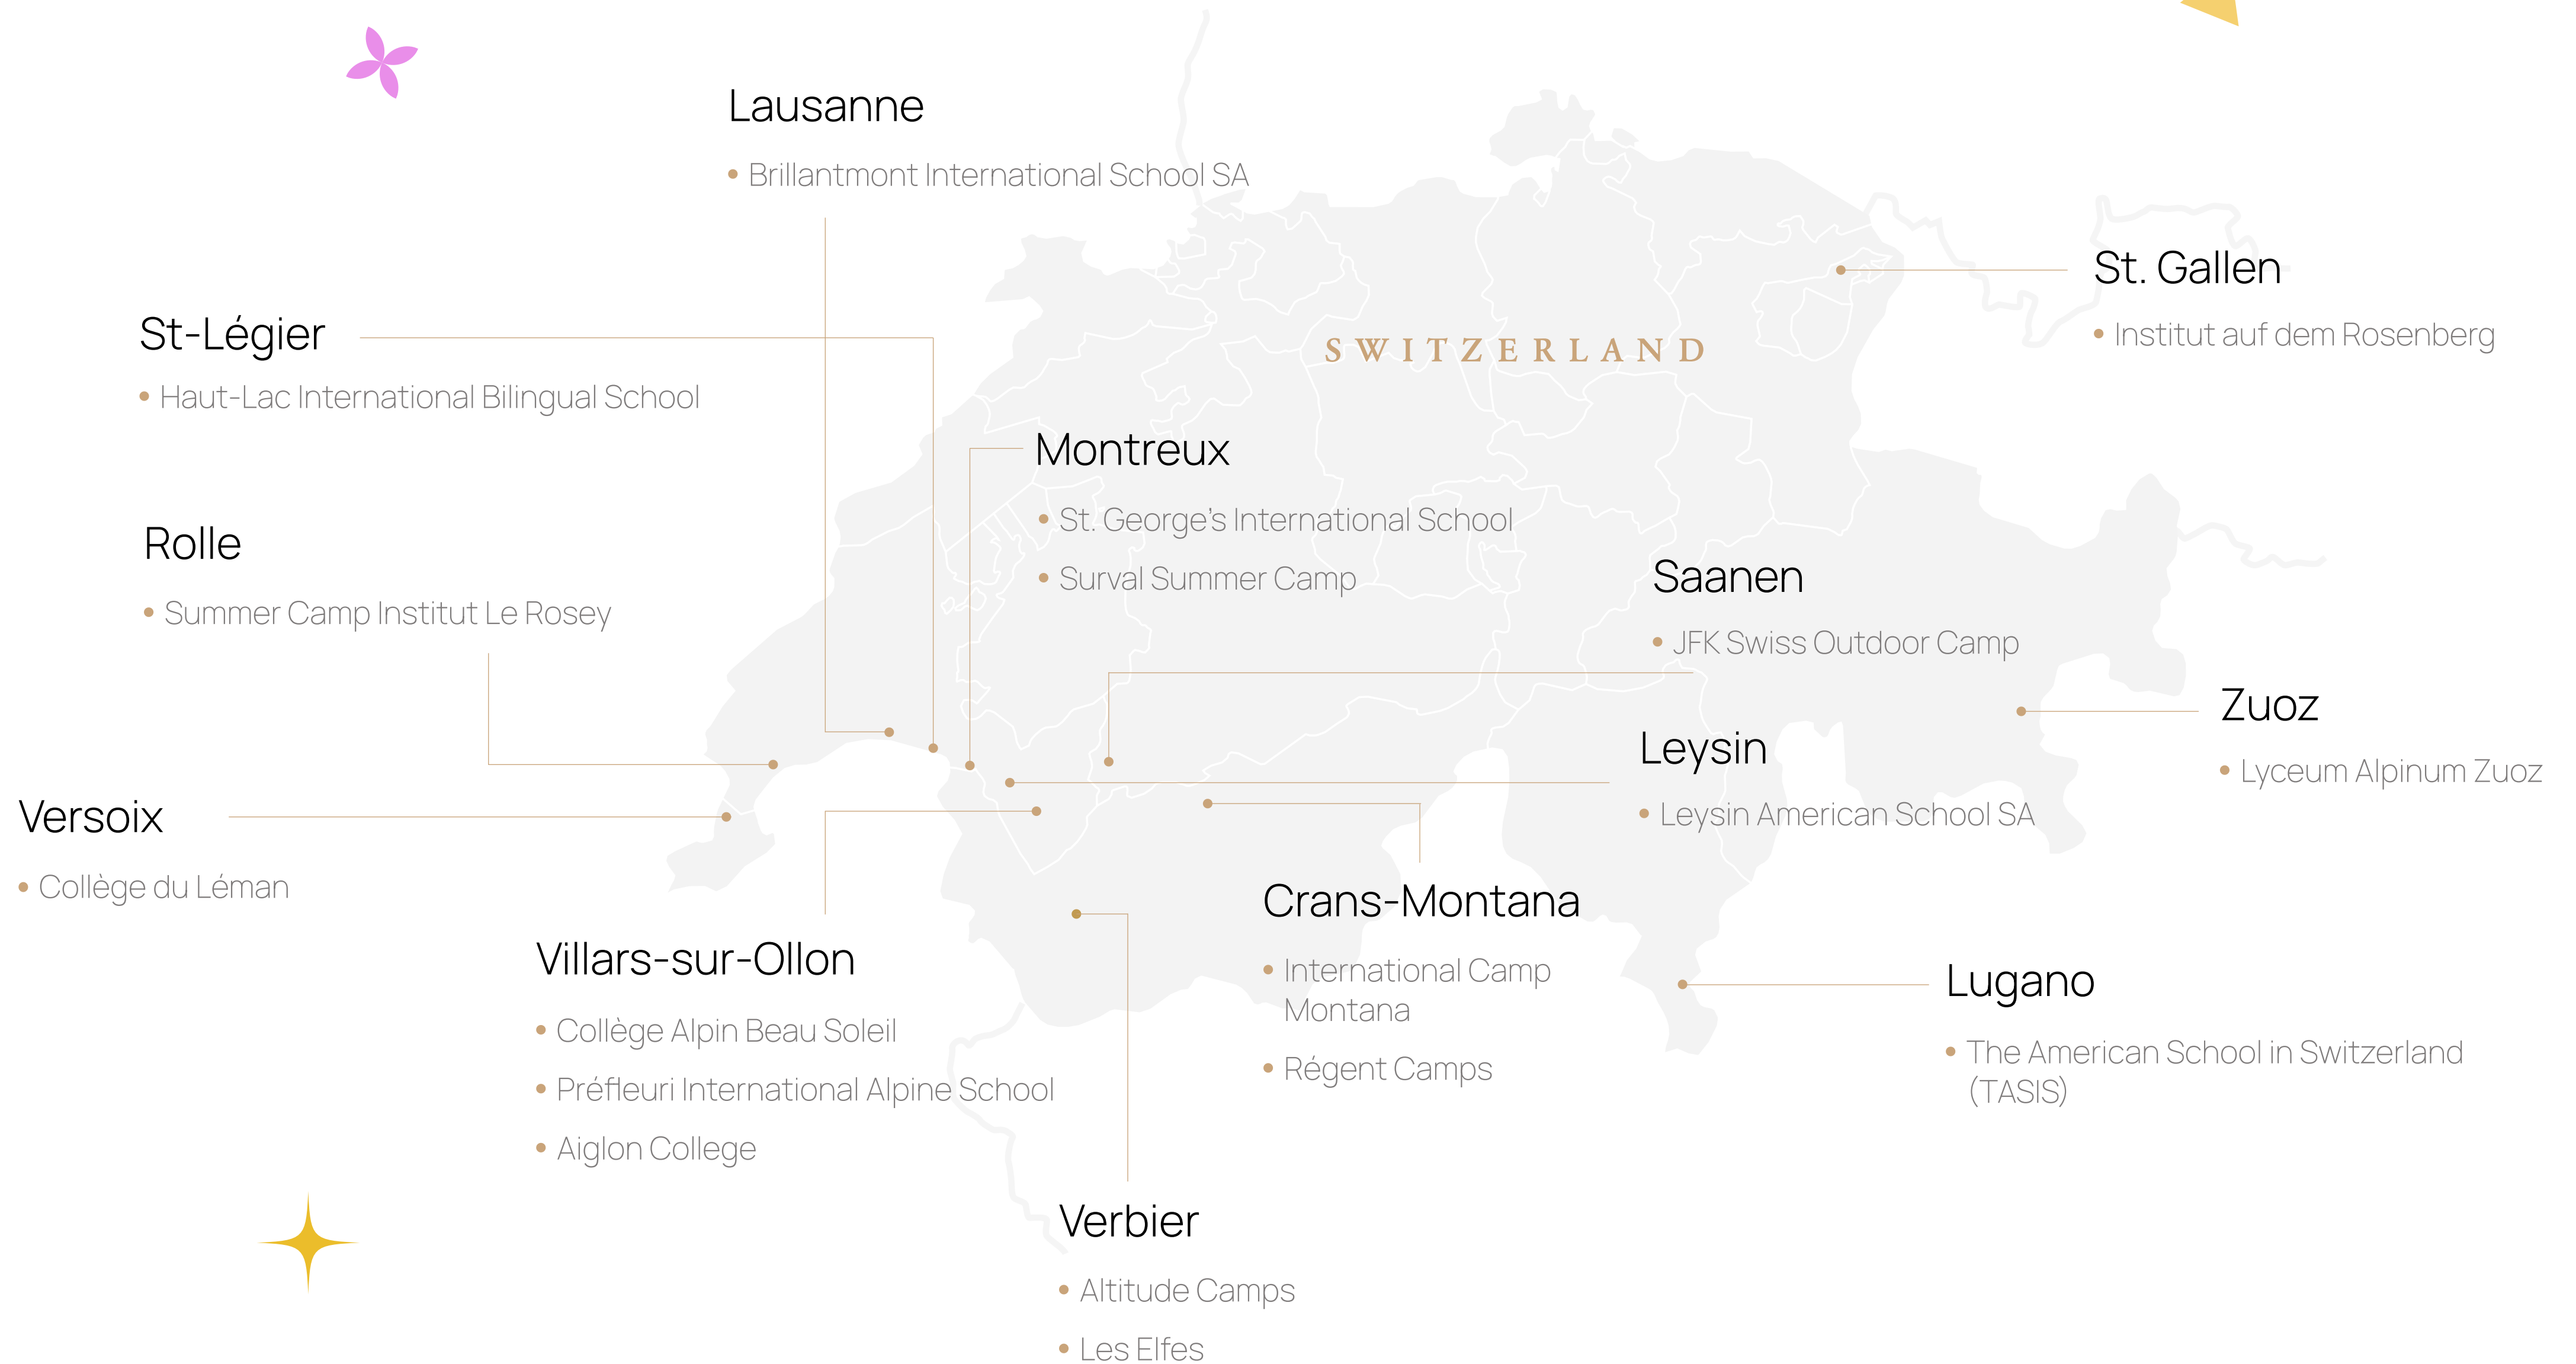 Lausanne
Brillantmont International School SA
St. Gallen
Institut auf dem Rosenberg
St-Légier
Haut-Lac International Bilingual School
SWITZERLAND
Montreux
St. George's International School
Surval Summer Camp
Rolle
Summer Camp Institut Le Rosey
Saanen
JFK Swiss Outdoor Camp
Zuoz
Lyceum Alpinum Zuoz
Leysin
Leysin American School SA
Versoix
Collège du Léman
Crans-Montana
International Camp
Montana
Régent Camps
Villars-sur-Ollon
Collège Alpin Beau Soleil
Préfleuri International Alpine School
Aiglon College
Lugano
The American School in Switzerland
(TASIS)
Verbier
Altitude Camps
Les Elfes